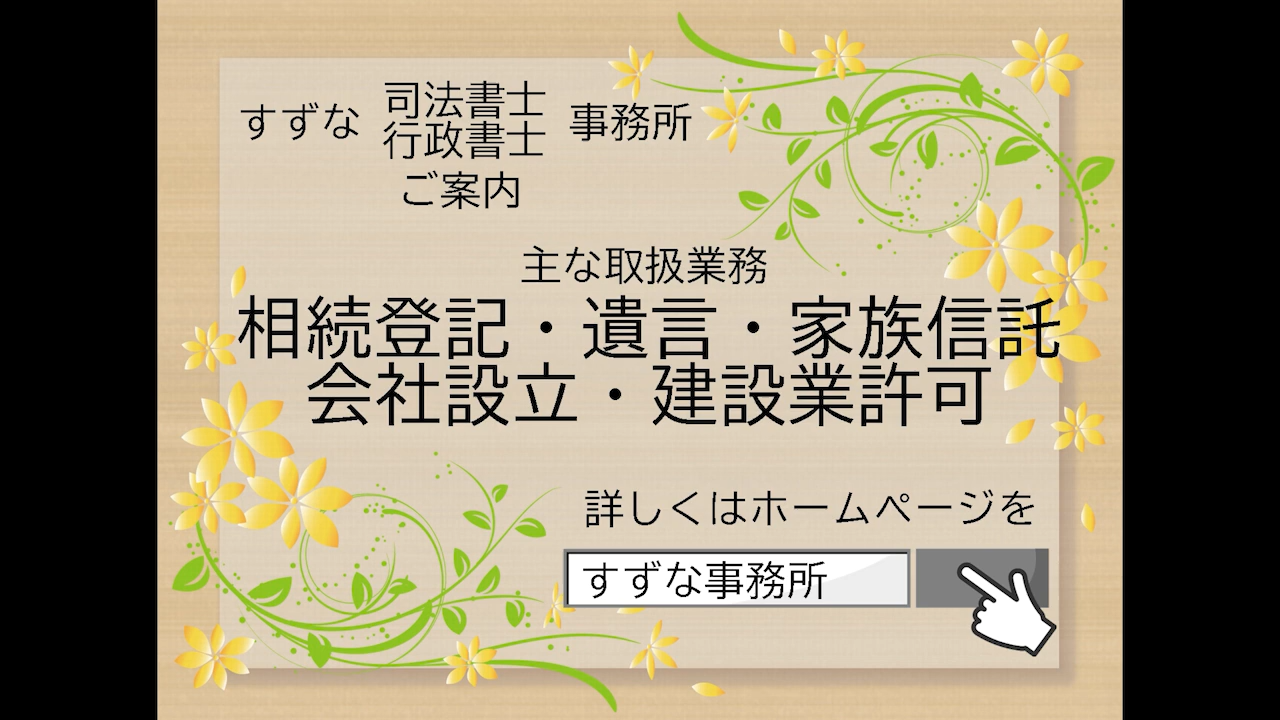 すずな 司法書士 事務所
行政書士
ご案内
主な取扱業務
相続登記・遺言・家族信託
会社設立・建設業許可
詳しくはホームページを
すずな事務所